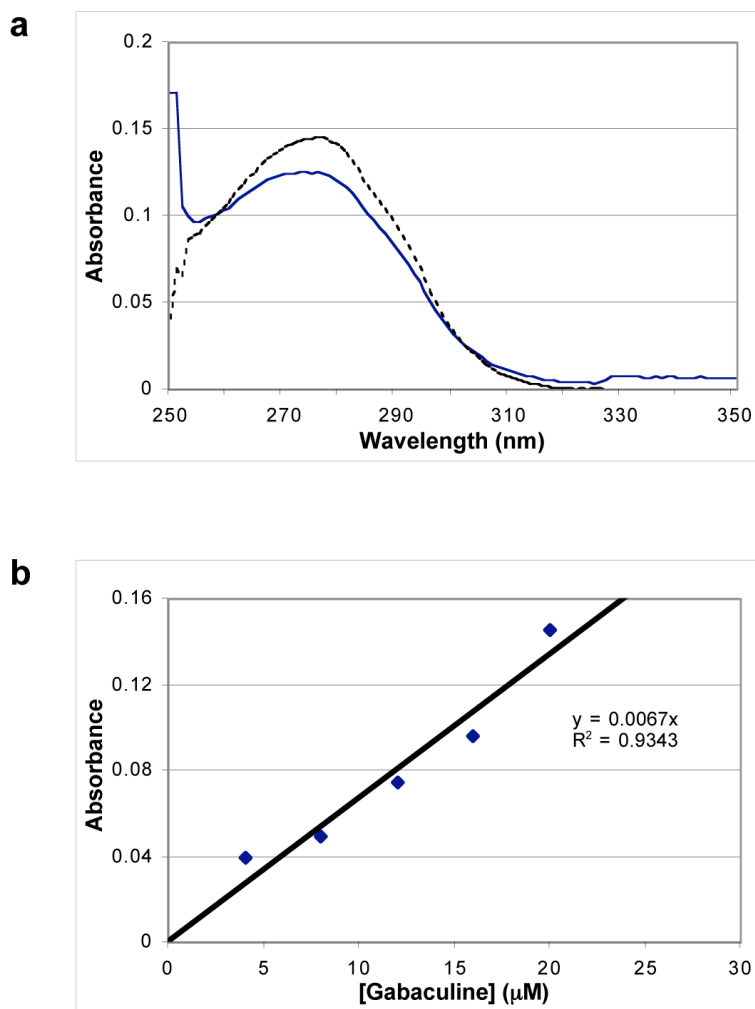 a
0.2
0.15
0.1
0.05
0
Absorbance
250 270 290 310 330 350
Wavelength (nm)
b
0.16
0.12
0.08
0.04
0
Absorbance
y = 0.0067x
R² = 0.9343
0 5 10 15 20 25 30
[Gabaculine] (μM)